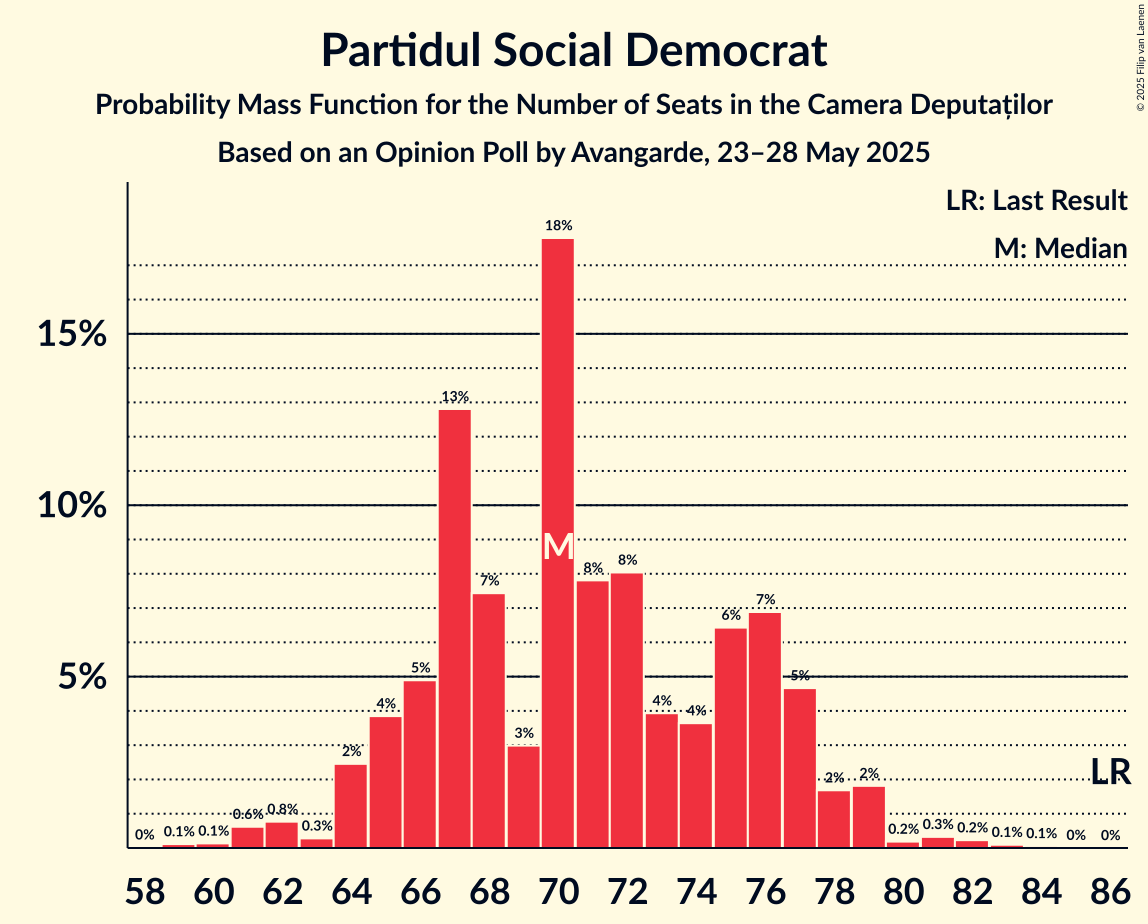 Partidul Social Democrat
Probability Mass Function for the Number of Seats in the Camera Deputaților
Based on an Opinion Poll by Avangarde, 23–28 May 2025
© 2025 Filip van Laenen
LR: Last Result
M: Median
15%
10%
5%
0% 0.1% 0.1% 0.6% 0.8% 0.3% 2% 4% 5% 13% 7% 3% 18% 8% 8% 4% 4% 6% 7% 5% 2% 2% 0.2% 0.3% 0.2% 0.1% 0.1% 0% 0%
M
LR
58 60 62 64 66 68 70 72 74 76 78 80 82 84 86